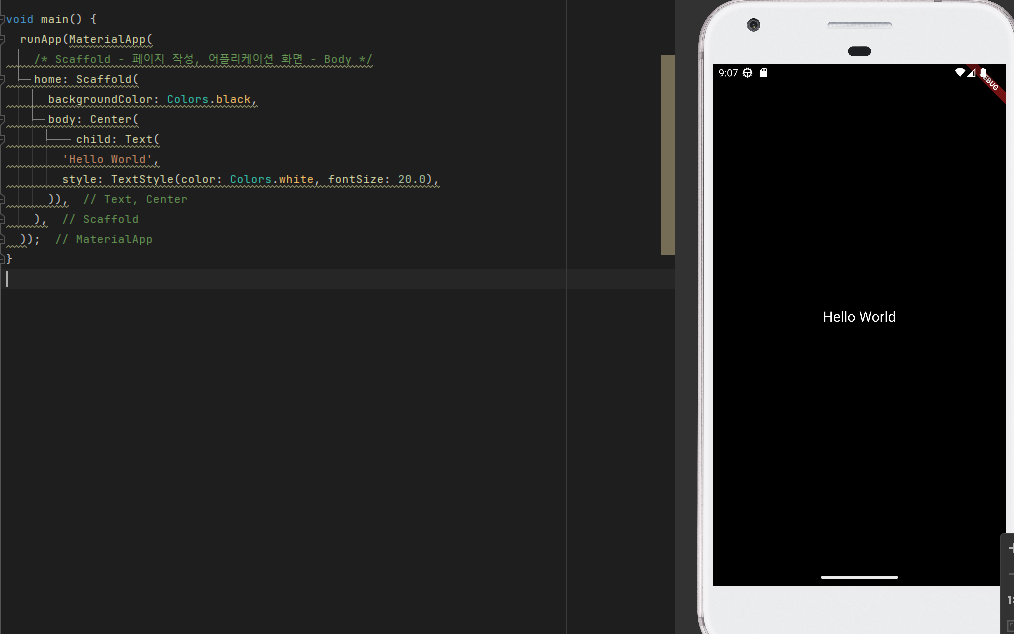 void main() {
runApp(MaterialApp(
/* Scaffold - 페이지 작성, 어플리케이션 화면 - Body */
home: Scaffold(
backgroundColor: Colors.black,
body: Center(
child: Text(
'Hello World',
style: TextStyle(color: Colors.white, fontSize: 20.0),
)), // Text, Center
), // Scaffold
)); // MaterialApp
}
9:07
Hello World